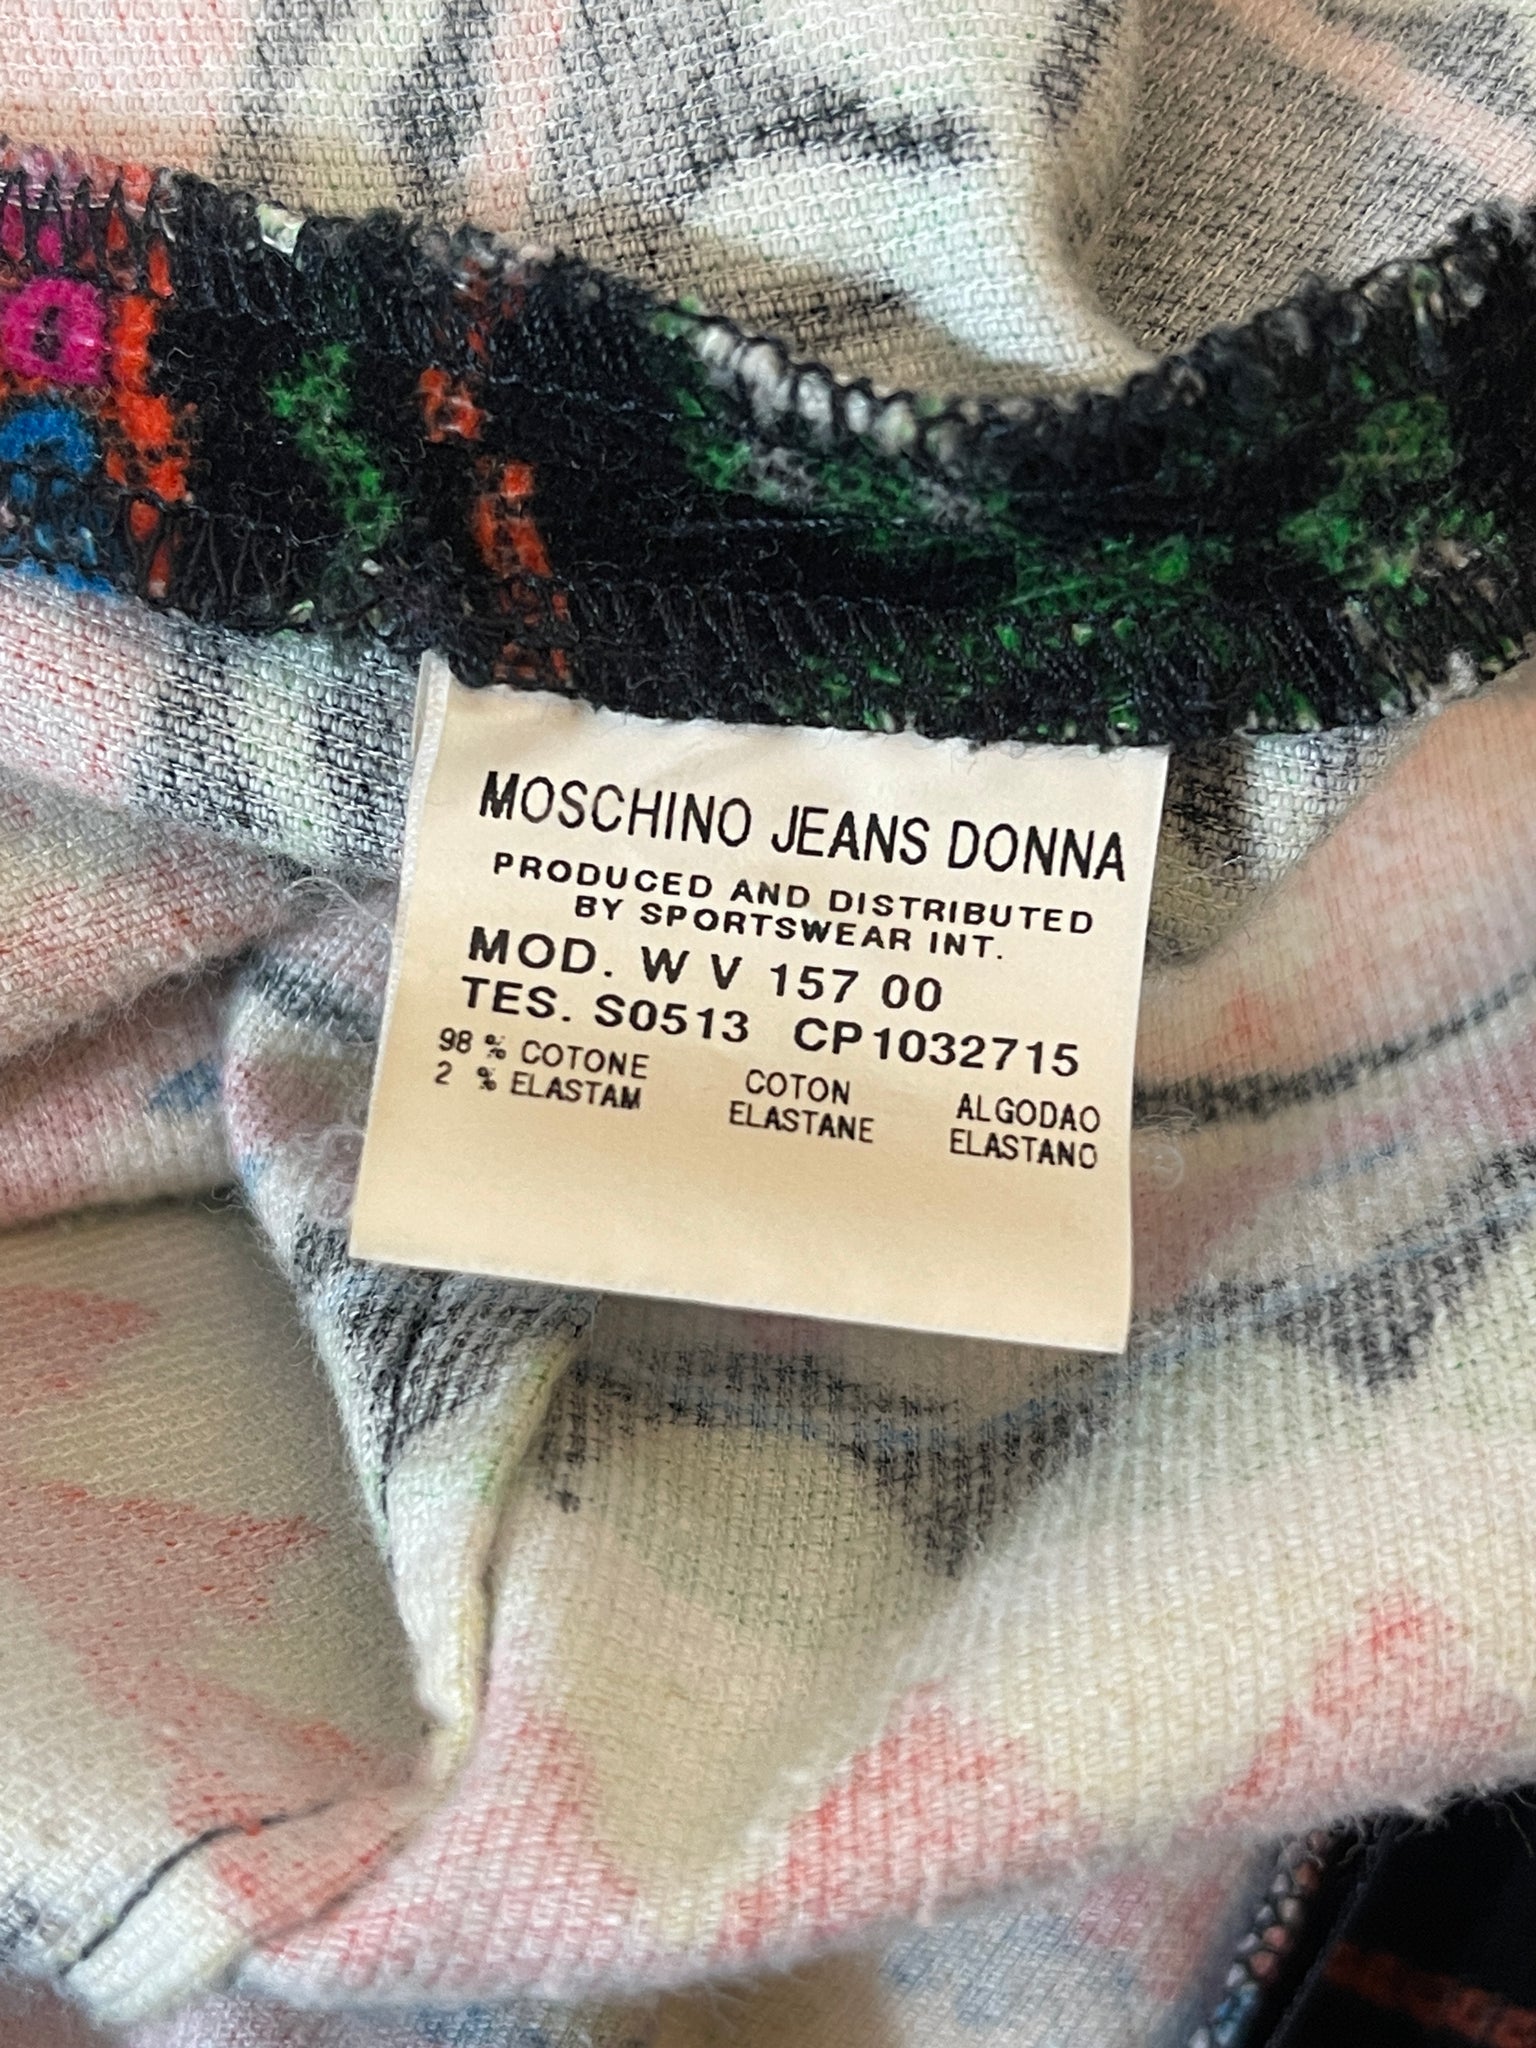 MOSCHINO JEANS DONNA
PRODUCED AND DISTRIBUTED
BY SPORTSWEAR INT.
MOD. W V 157 00
TES. S0513 CP1032715
98 % COTONE COTON ALGODAO
2 % ELASTAM ELASTANE ELASTANO